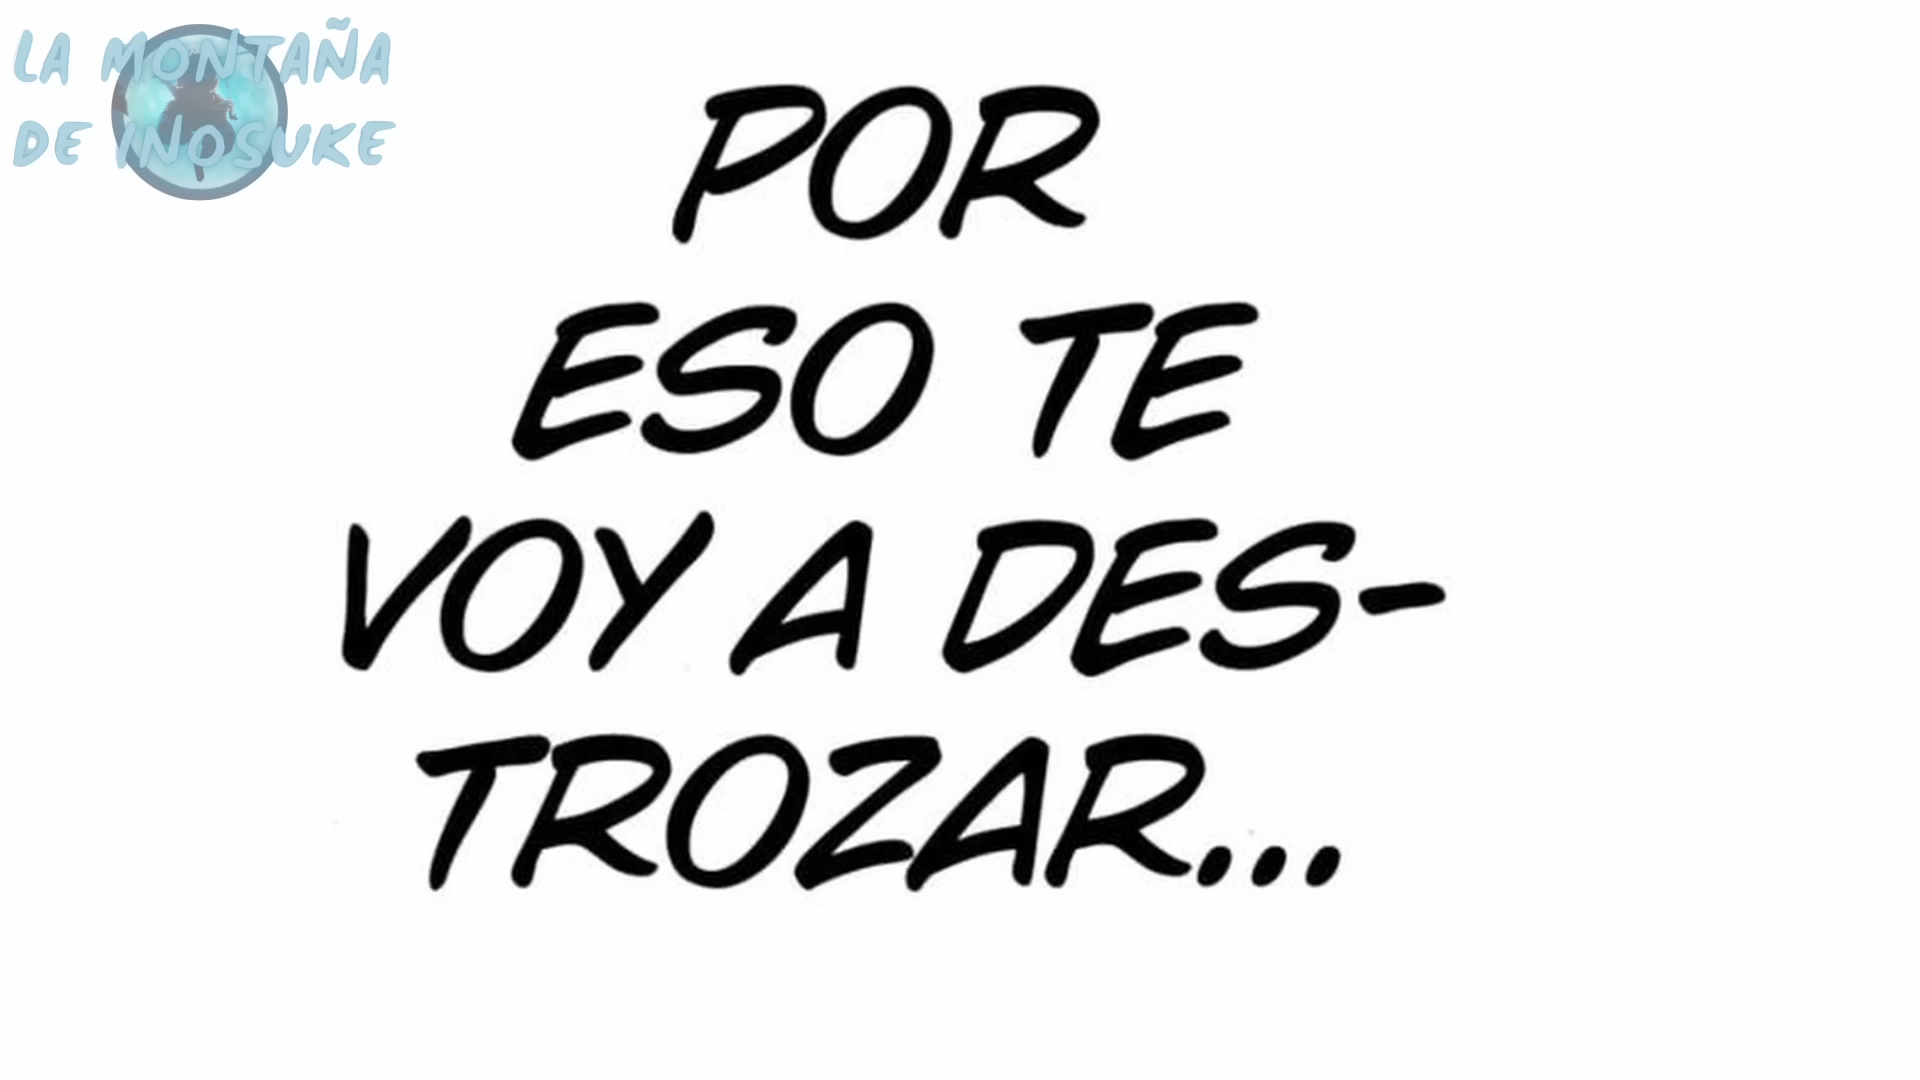 LA MONTAÑA
DE INOSUKE
POR
ESO TE
VOY A DES-
TROZAR...